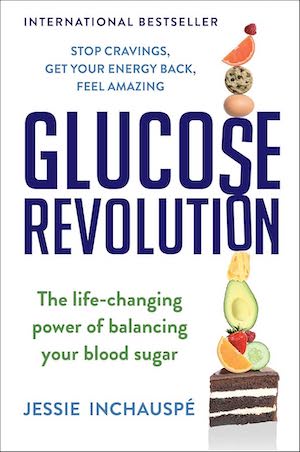 INTERNATIONAL BESTSELLER
STOP CRAVINGS,
GET YOUR ENERGY BACK,
FEEL AMAZING
GLUCOSE
REVOLUTION
The life-changing
power of balancing
your blood sugar
JESSIE INCHAUSPÉ